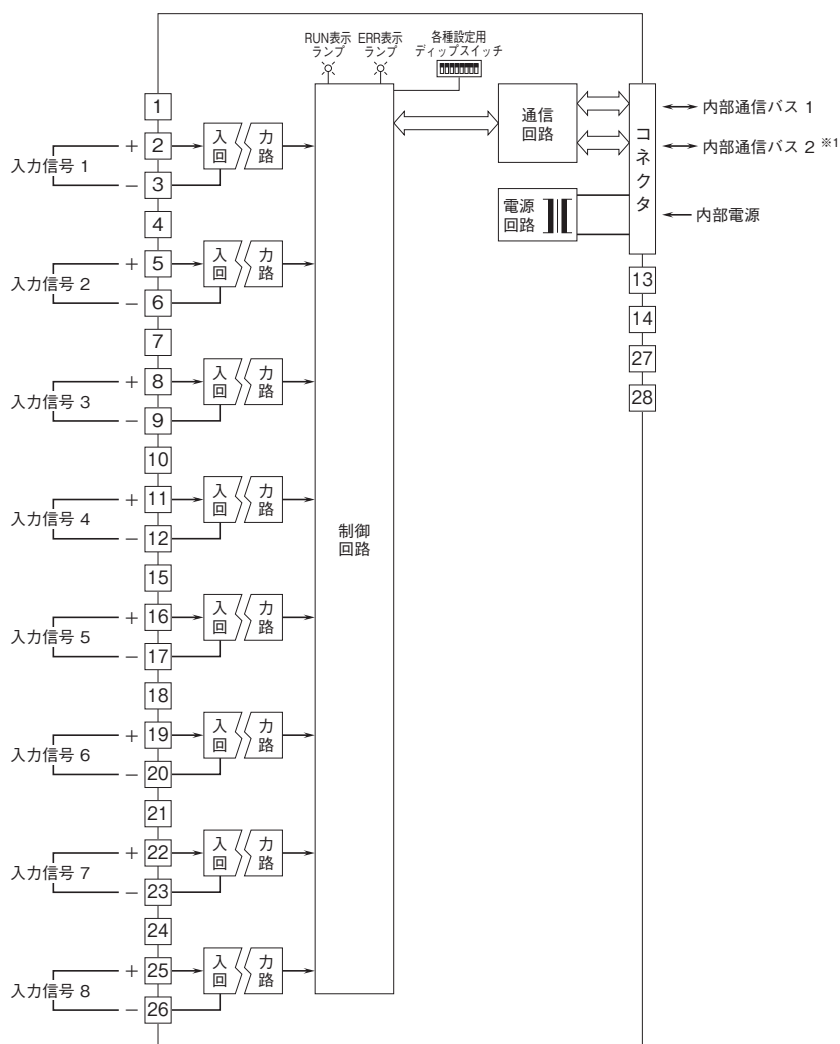 RUN表示
ランプ
ERR表示
ランプ
各種設定用
ディップスイッチ
通信
回路
コネクタ
内部通信バス 1
内部通信バス 2 ※1
電源
回路
内部電源
13
14
27
28
制御
回路
1
入力信号 1
+ 2
− 3
入 力
回 路
4
入力信号 2
+ 5
− 6
入 力
回 路
7
入力信号 3
+ 8
− 9
入 力
回 路
10
入力信号 4
+ 11
− 12
入 力
回 路
15
入力信号 5
+ 16
− 17
入 力
回 路
18
入力信号 6
+ 19
− 20
入 力
回 路
21
入力信号 7
+ 22
− 23
入 力
回 路
24
入力信号 8
+ 25
− 26
入 力
回 路